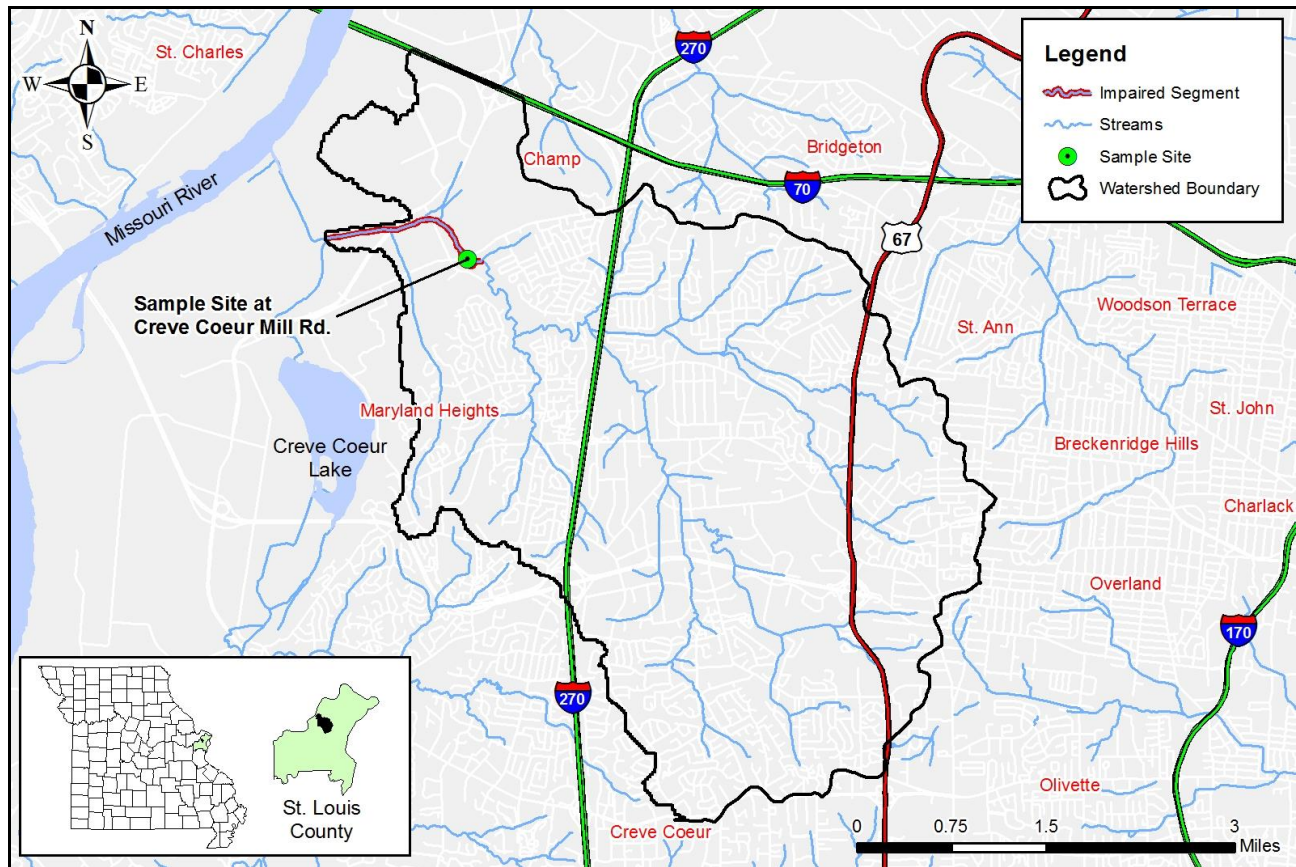 N
W
E
S
St. Charles
Missouri River
270
Champ
Bridgeton
70
67
Legend
Impaired Segment
Streams
Sample Site
Watershed Boundary
Sample Site at
Creve Coeur Mill Rd.
Woodson Terrace
St. Ann
St. John
Maryland Heights
Breckenridge Hills
Creve Coeur
Lake
Charlack
Overland
170
270
St. Louis
County
Olivette
Creve Coeur
0 0.75 1.5 3
Miles